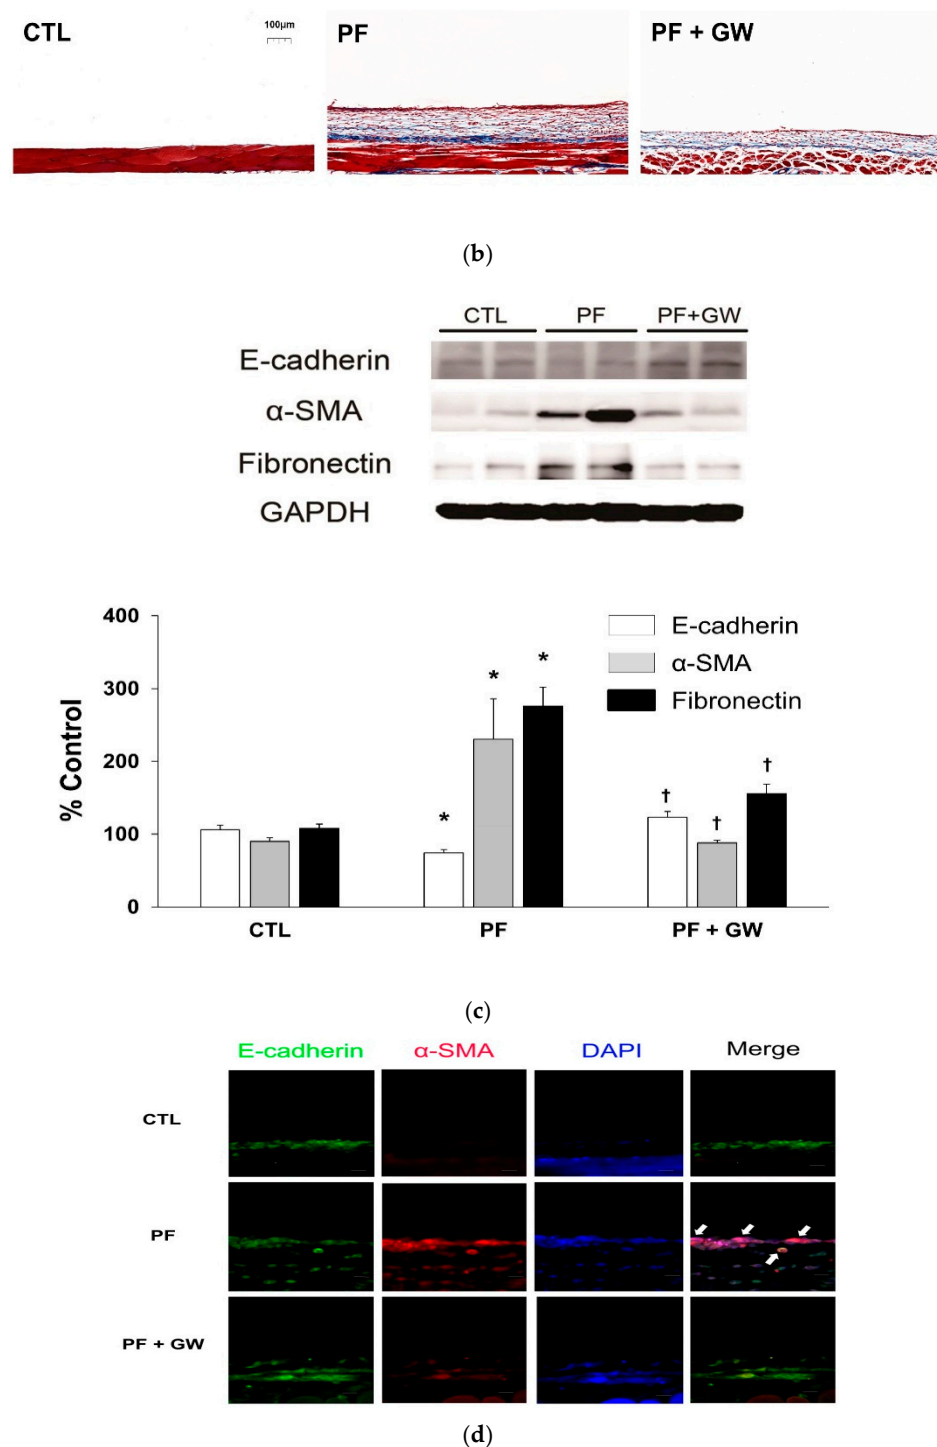 CTL 100µm PF PF + GW
(b)
CTL PF PF+GW
E-cadherin
α-SMA
Fibronectin
GAPDH
400
300
200
100
0
% Control
E-cadherin
α-SMA
Fibronectin
* * *
† † †
CTL PF PF + GW
(c)
E-cadherin α-SMA DAPI Merge
CTL
PF
PF + GW
(d)